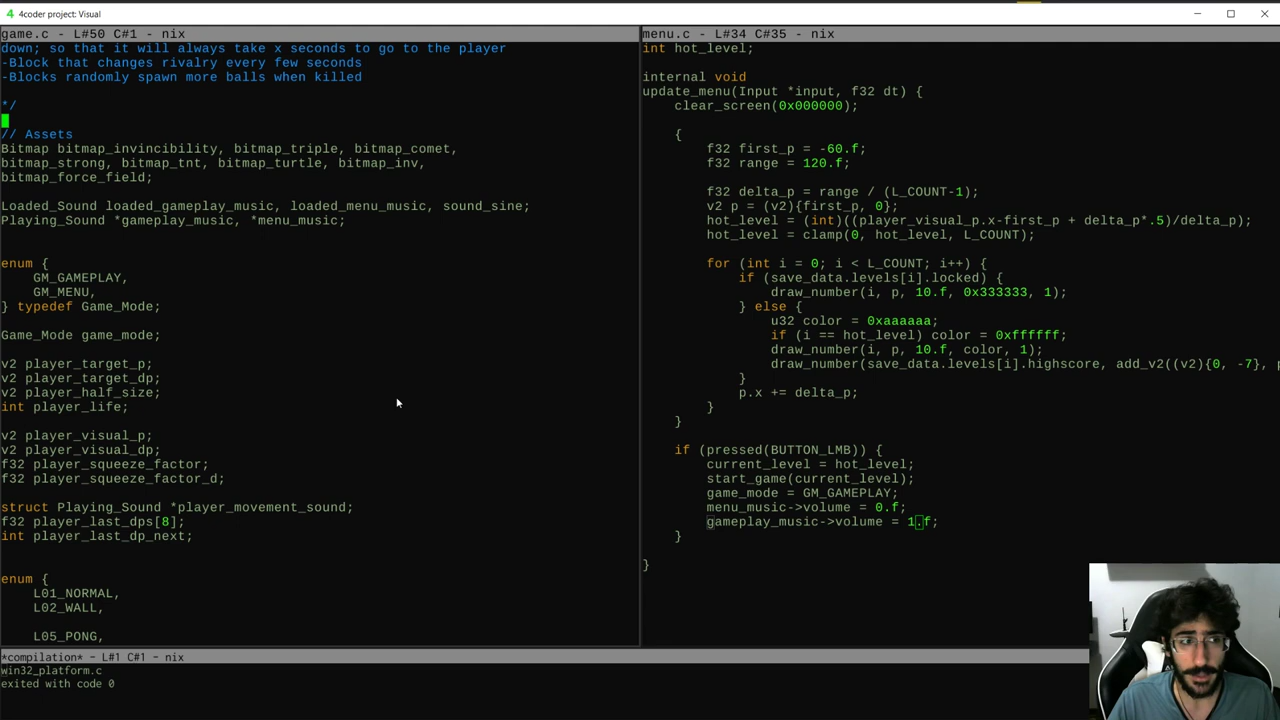 4 4coder project: Visual
game.c - L#50 C#1 - nix
down; so that it will always take x seconds to go to the player
-Block that changes rivalry every few seconds
-Blocks randomly spawn more balls when killed
*/
// Assets
Bitmap bitmap_invincibility, bitmap_triple, bitmap_comet,
bitmap_strong, bitmap_tnt, bitmap_turtle, bitmap_inv,
bitmap_force_field;
Loaded_Sound loaded_gameplay_music, loaded_menu_music, sound_sine;
Playing_Sound *gameplay_music, *menu_music;
enum {
GM_GAMEPLAY,
GM_MENU,
} typedef Game_Mode;
Game_Mode game_mode;
v2 player_target_p;
v2 player_target_dp;
v2 player_half_size;
int player_life;
v2 player_visual_p;
v2 player_visual_dp;
f32 player_squeeze_factor;
f32 player_squeeze_factor_d;
struct Playing_Sound *player_movement_sound;
f32 player_last_dps[8];
int player_last_dp_next;
enum {
L01_NORMAL,
L02_WALL,
L05_PONG,
menu.c - L#34 C#35 - nix
int hot_level;
internal void
update_menu(Input *input, f32 dt) {
clear_screen(0x000000);
{
f32 first_p = -60.f;
f32 range = 120.f;
f32 delta_p = range / (L_COUNT-1);
v2 p = (v2){first_p, 0};
hot_level = (int)((player_visual_p.x-first_p + delta_p*.5)/delta_p);
hot_level = clamp(0, hot_level, L_COUNT);
for (int i = 0; i < L_COUNT; i++) {
if (save_data.levels[i].locked) {
draw_number(i, p, 10.f, 0x333333, 1);
} else {
u32 color = 0xaaaaaa;
if (i == hot_level) color = 0xffffff;
draw_number(i, p, 10.f, color, 1);
draw_number(save_data.levels[i].highscore, add_v2((v2){0, -7}, p
}
p.x += delta_p;
}
}
if (pressed(BUTTON_LMB)) {
current_level = hot_level;
start_game(current_level);
game_mode = GM_GAMEPLAY;
menu_music->volume = 0.f;
gameplay_music->volume = 1.f;
}
}
*compilation* - L#1 C#1 - nix
win32_platform.c
exited with code 0